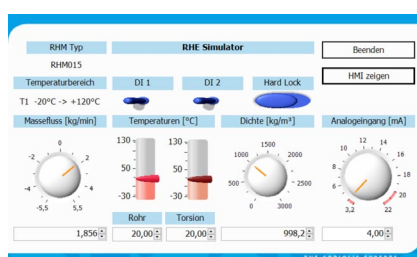 RHM Typ
RHE Simulator
Beenden
RHM015
HMI zeigen
Temperaturbereich
DI 1
DI 2
Hard Lock
T1 -20°C -> +120°C
Massefluss [kg/min]
Temperaturen [°C]
Dichte [kg/m³]
Analogeingang [mA]
0
-2
2
-4
4
-5,5
5,5
130
50
-30
130
50
-30
1500
1000
2000
500
2500
0
3000
12
10
14
8
16
6
18
20
3,2
22
Rohr
Torsion
1,856
20,00
20,00
998,2
4,00